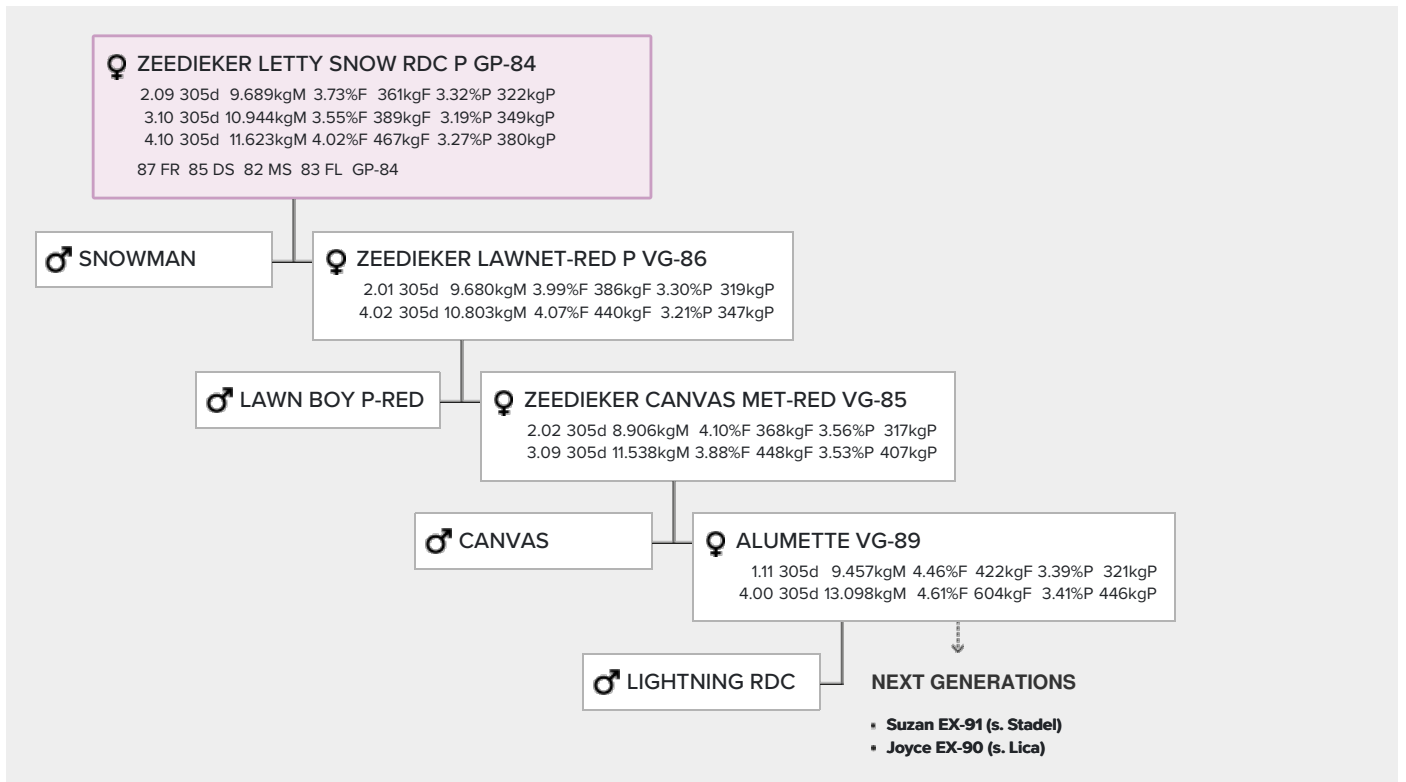 ZEEDIEKER LETTY SNOW RDC P GP-84
2.09 305d 9.689kgM 3.73%F 361kgF 3.32%P 322kgP
3.10 305d 10.944kgM 3.55%F 389kgF 3.19%P 349kgP
4.10 305d 11.623kgM 4.02%F 467kgF 3.27%P 380kgP
87 FR 85 DS 82 MS 83 FL GP-84
SNOWMAN
ZEEDIEKER LAWNET-RED P VG-86
2.01 305d 9.680kgM 3.99%F 386kgF 3.30%P 319kgP
4.02 305d 10.803kgM 4.07%F 440kgF 3.21%P 347kgP
LAWN BOY P-RED
ZEEDIEKER CANVAS MET-RED VG-85
2.02 305d 8.906kgM 4.10%F 368kgF 3.56%P 317kgP
3.09 305d 11.538kgM 3.88%F 448kgF 3.53%P 407kgP
CANVAS
ALUMETTE VG-89
1.11 305d 9.457kgM 4.46%F 422kgF 3.39%P 321kgP
4.00 305d 13.098kgM 4.61%F 604kgF 3.41%P 446kgP
LIGHTNING RDC
NEXT GENERATIONS
Suzan EX-91 (s. Stadel)
Joyce EX-90 (s. Lica)